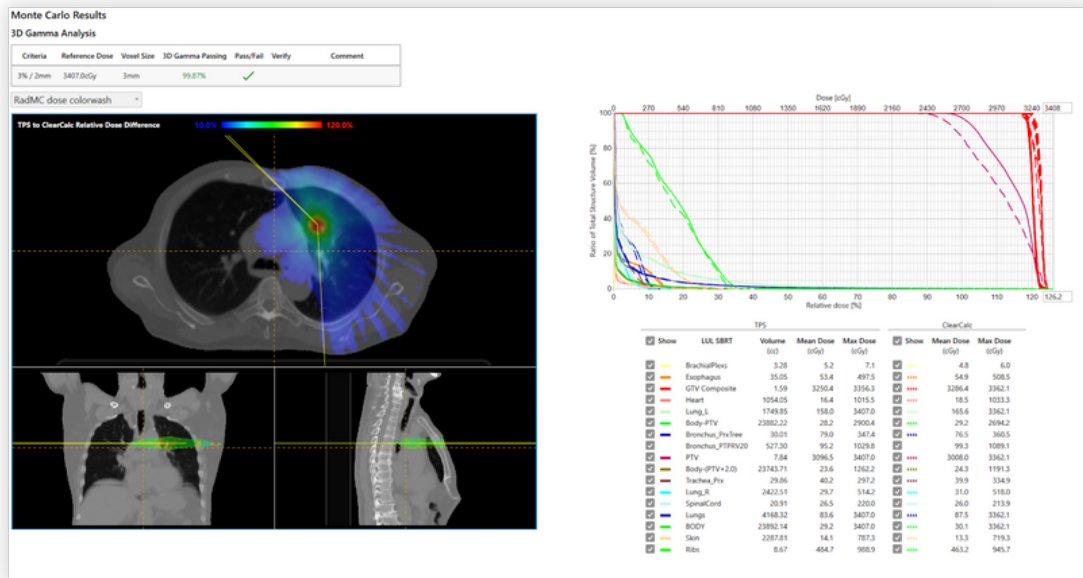 Monte Carlo Results
3D Gamma Analysis
Criteria Reference Dose Voxel Size 3D Gamma Passing Pass/Fail Verify Comment
3% / 2mm 3407.0cGy 3mm 99.87%
RadMC dose colorwash
TPS to ClearCalc Relative Dose Difference 10.0% 120.0%
Dose [cGy]
0 270 540 810 1080 1350 1620 1890 2160 2430 2700 2970 3240 3408
Ratio of Total Structure Volume [%]
100
80
60
40
20
0
0 10 20 30 40 50 60 70 80 90 100 110 120 126.2
Relative dose [%]
TPS ClearCalc
Show LUL SBRT Volume Mean Dose Max Dose Show Mean Dose Max Dose
(cc) (cGy) (cGy) (cGy) (cGy)
BrachialPlexs 3.28 5.2 7.1 4.8 6.0
Esophagus 35.05 53.4 497.5 54.9 508.5
GTV Composite 1.59 3250.4 3356.3 3286.4 3362.1
Heart 1054.05 16.4 1015.5 18.5 1033.3
Lung_L 1749.85 158.0 3407.0 165.6 3362.1
Body-PTV 23882.22 28.2 2900.4 29.2 2694.2
Bronchus_PrxTree 30.01 79.0 347.4 76.5 360.5
Bronchus_PTPRV20 527.30 95.2 1029.8 99.3 1089.1
PTV 7.84 3096.5 3407.0 3008.0 3362.1
Body-(PTV+2.0) 23743.71 23.6 1262.2 24.3 1191.3
Trachea_Prx 29.86 40.2 297.2 39.9 334.9
Lung_R 2422.51 29.7 514.2 31.0 518.0
SpinalCord 20.91 26.5 220.0 26.0 213.9
Lungs 4168.32 83.6 3407.0 87.5 3362.1
BODY 23892.14 29.2 3407.0 30.1 3362.1
Skin 2287.81 14.1 787.3 13.3 719.3
Ribs 8.67 484.7 988.9 463.2 945.7